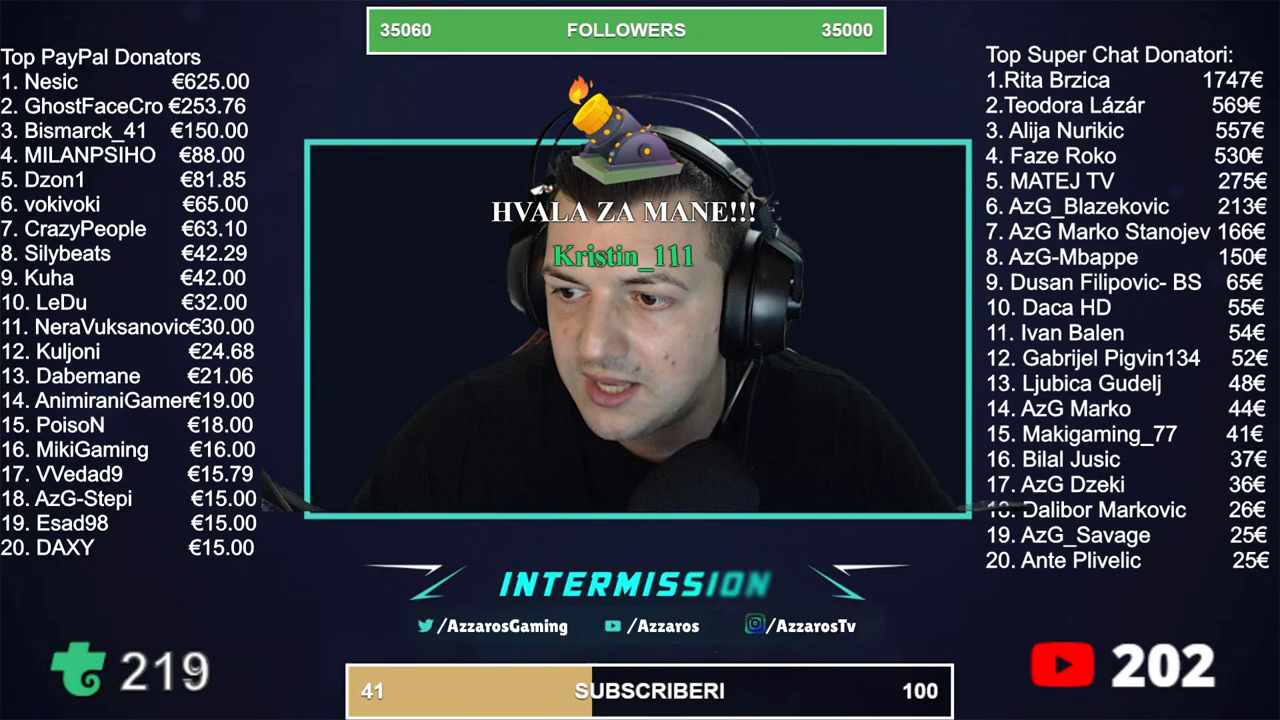 35060 FOLLOWERS 35000
Top PayPal Donators
1. Nesic €625.00
2. GhostFaceCro €253.76
3. Bismarck_41 €150.00
4. MILANPSIHO €88.00
5. Dzon1 €81.85
6. vokivoki €65.00
7. CrazyPeople €63.10
8. Silybeats €42.29
9. Kuha €42.00
10. LeDu €32.00
11. NeraVuksanovic€30.00
12. Kuljoni €24.68
13. Dabemane €21.06
14. AnimiraniGamer€19.00
15. PoisoN €18.00
16. MikiGaming €16.00
17. VVedad9 €15.79
18. AzG-Stepi €15.00
19. Esad98 €15.00
20. DAXY €15.00
HVALA ZA MANE!!!
Kristin_111
Top Super Chat Donatori:
1.Rita Brzica 1747€
2.Teodora Lázár 569€
3. Alija Nurikic 557€
4. Faze Roko 530€
5. MATEJ TV 275€
6. AzG_Blazekovic 213€
7. AzG Marko Stanojev 166€
8. AzG-Mbappe 150€
9. Dusan Filipovic- BS 65€
10. Daca HD 55€
11. Ivan Balen 54€
12. Gabrijel Pigvin134 52€
13. Ljubica Gudelj 48€
14. AzG Marko 44€
15. Makigaming_77 41€
16. Bilal Jusic 37€
17. AzG Dzeki 36€
18. Dalibor Markovic 26€
19. AzG_Savage 25€
20. Ante Plivelic 25€
INTERMISSION
/AzzarosGaming /Azzaros /AzzarosTv
219
202
41 SUBSCRIBERI 100